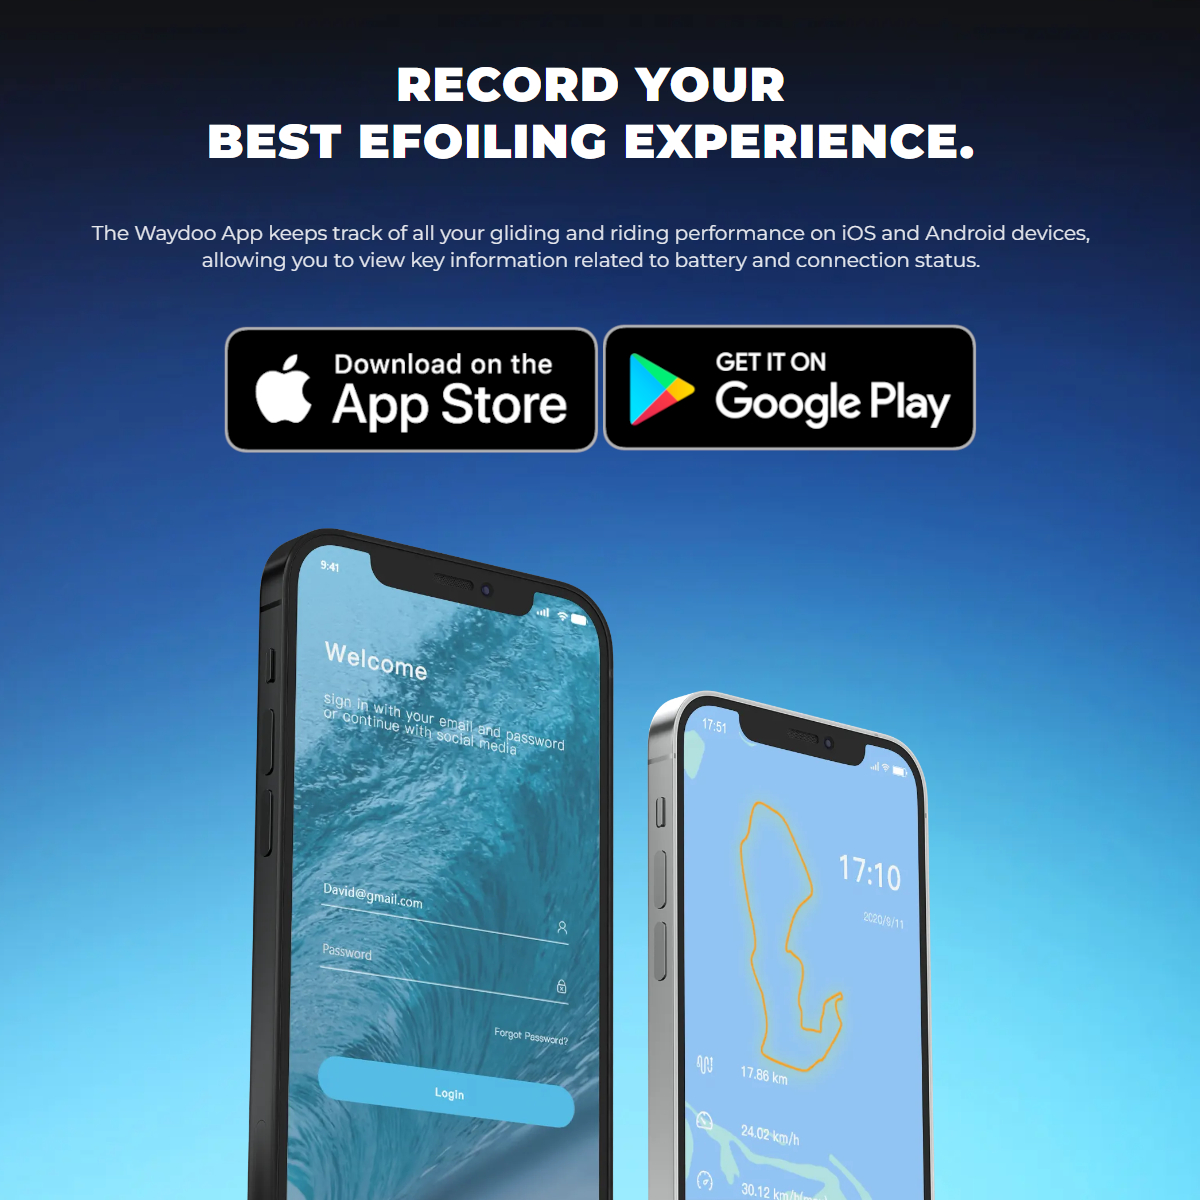 RECORD YOUR
BEST EFOILING EXPERIENCE.
The Waydoo App keeps track of all your gliding and riding performance on iOS and Android devices,
allowing you to view key information related to battery and connection status.
Download on the
App Store
GET IT ON
Google Play
9:41
Welcome
sign in with your email and password
or continue with social media
David@gmail.com
Password
Forgot Password?
Login
17:51
17:10
2020/9/11
17.86 km
24.02 km/h
30.12 km/h